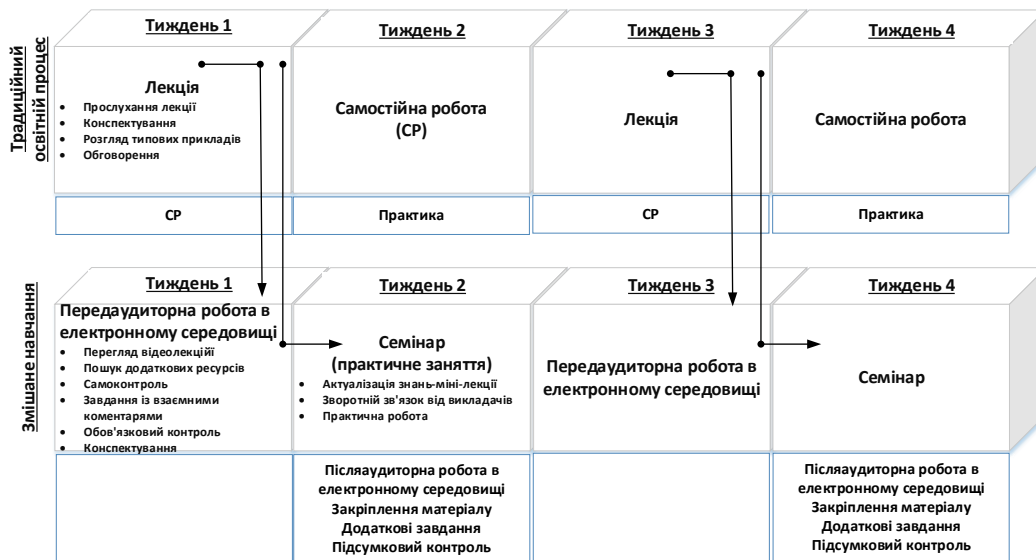 Традиційний
освітній процес
Тиждень 1
Тиждень 2
Тиждень 3
Тиждень 4
Лекція
• Прослухання лекції
• Конспектування
• Розгляд типових прикладів
• Обговорення
Самостійна робота
(СР)
Лекція
Самостійна робота
СР
Практика
СР
Практика
Змішане навчання
Тиждень 1
Тиждень 2
Тиждень 3
Тиждень 4
Передаудиторна робота в
електронному середовищі
• Перегляд відеолекціїї
• Пошук додаткових ресурсів
• Самоконтроль
• Завдання із взаємними
коментарями
• Обов'язковий контроль
• Конспектування
Семінар
(практичне заняття)
• Актуалізація знань-міні-лекції
• Зворотній зв'язок від викладачів
• Практична робота
Передаудиторна робота в
електронному середовищі
Семінар
Післяаудиторна робота в
електронному середовищі
Закріплення матеріалу
Додаткові завдання
Підсумковий контроль
Післяаудиторна робота в
електронному середовищі
Закріплення матеріалу
Додаткові завдання
Підсумковий контроль